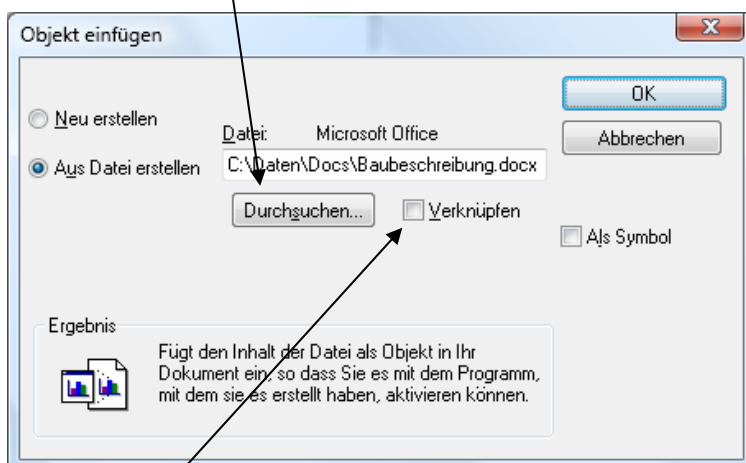 Objekt einfügen
Neu erstellen
Aus Datei erstellen
Datei: Microsoft Office
C:\Daten\Docs\Baubeschreibung.docx
Durchsuchen...
Verknüpfen
OK
Abbrechen
Als Symbol
Ergebnis
Fügt den Inhalt der Datei als Objekt in Ihr
Dokument ein, so dass Sie es mit dem Programm,
mit dem sie es erstellt haben, aktivieren können.